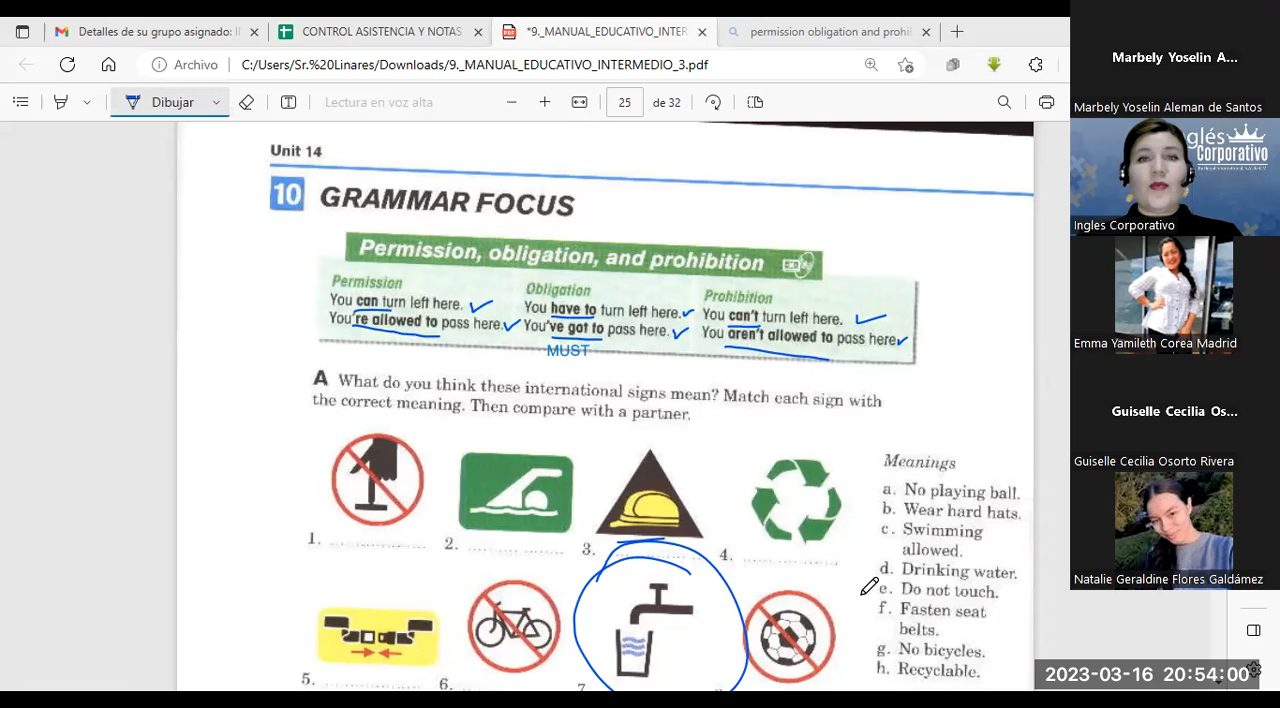 Detalles de su grupo asignado: II
CONTROL ASISTENCIA Y NOTAS
*9._MANUAL_EDUCATIVO_INTER
permission obligation and prohil
Archivo
C:/Users/Sr.%20Linares/Downloads/9._MANUAL_EDUCATIVO_INTERMEDIO_3.pdf
Dibujar
Lectura en voz alta
25
de 32
Unit 14
10 GRAMMAR FOCUS
Permission, obligation, and prohibition
Permission
You can turn left here.
You're allowed to pass here.
Obligation
You have to turn left here.
You've got to pass here.
MUST
Prohibition
You can't turn left here.
You aren't allowed to pass here
A What do you think these international signs mean? Match each sign with
the correct meaning. Then compare with a partner.
1.
2.
3.
4.
5.
6.
7.
Meanings
a. No playing ball.
b. Wear hard hats.
c. Swimming
allowed.
d. Drinking water.
e. Do not touch.
f. Fasten seat
belts.
g. No bicycles.
h. Recyclable.
Marbely Yoselin A...
Marbely Yoselin Aleman de Santos
glés
Corporativo
Ingles Corporativo
Emma Yamileth Corea Madrid
Guiselle Cecilia Os...
Guiselle Cecilia Osorto Rivera
Natalie Geraldine Flores Galdámez
2023-03-16 20:54:00